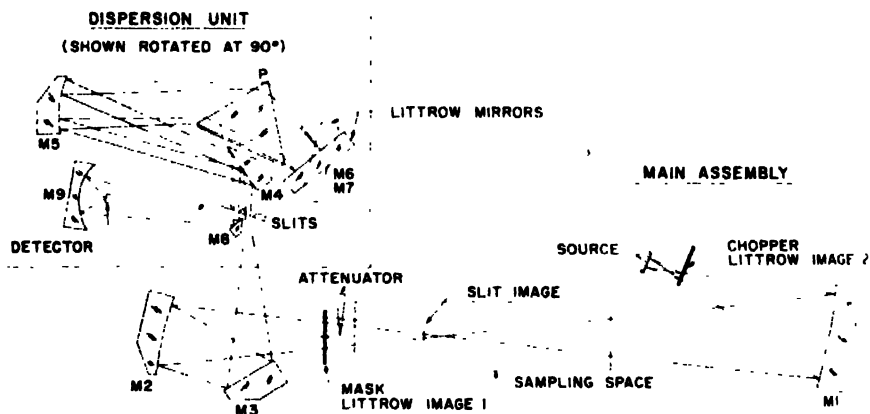 DISPERSION UNIT
(SHOWN ROTATED AT 90°)
P
M5
LITTROW MIRRORS
M6
M7
M4
M9
SLITS
M8
DETECTOR
MAIN ASSEMBLY
SOURCE
CHOPPER
LITTROW IMAGE 2
ATTENUATOR
SLIT IMAGE
M2
M3
MASK
LITTROW IMAGE I
SAMPLING SPACE
M1